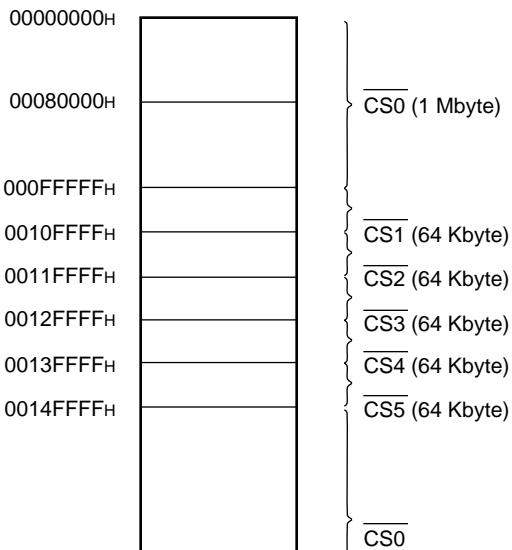 00000000H
00080000H
CS0 (1 Mbyte)
000FFFFFH
0010FFFFH
CS1 (64 Kbyte)
0011FFFFH
CS2 (64 Kbyte)
0012FFFFH
CS3 (64 Kbyte)
0013FFFFH
CS4 (64 Kbyte)
0014FFFFH
CS5 (64 Kbyte)
CS0